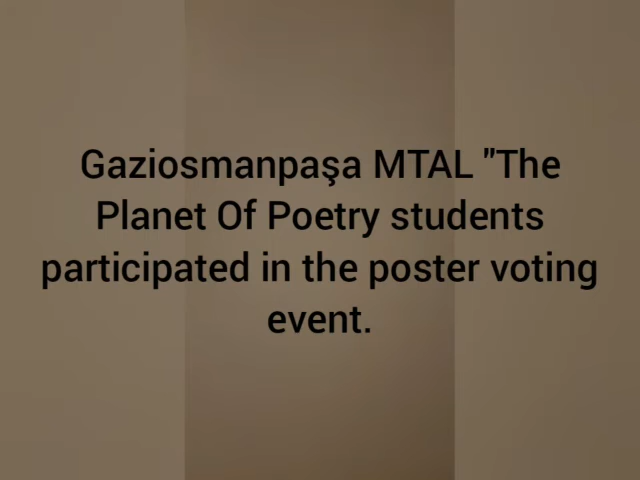 Gaziosmanpaşa MTAL "The
Planet Of Poetry students
participated in the poster voting
event.